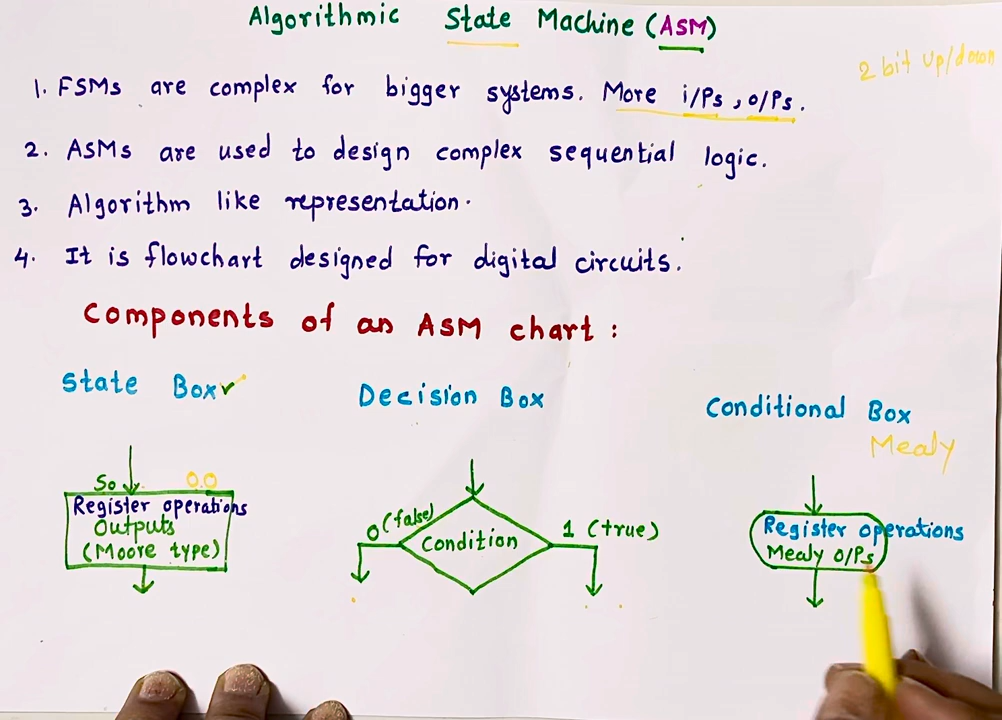 Algorithmic State Machine (ASM)
2 bit Up/down
1. FSMs are complex for bigger systems. More i/Ps, o/Ps.
2. ASMs are used to design complex sequential logic.
3. Algorithm like representation.
4. It is flowchart designed for digital circuits.
Components of an ASM chart:
State Box ✓
Decision Box
Conditional Box
Mealy
So
00
Register operations
Outputs
(Moore type)
0 (false)
Condition
1 (true)
Register operations
Mealy O/Ps